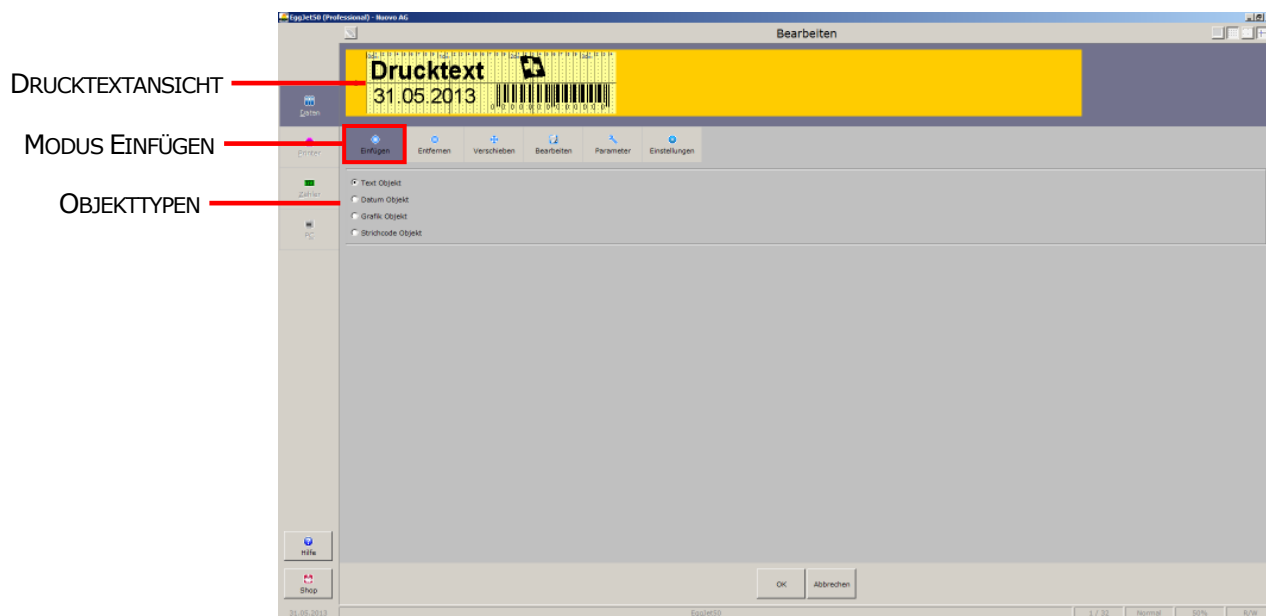 EggJet50 (Professional) - Nuovo AG
Bearbeiten
Drucktext
31.05.2013
DRUCKTEXTANSICHT
Daten
MODUS EINFÜGEN
Printer
Einfügen Entfernen Verschieben Bearbeiten Parameter Einstellungen
OBJEKTTYPEN
Zähler
PC
Text Objekt
Datum Objekt
Grafik Objekt
Strichcode Objekt
Hilfe
Shop
OK Abbrechen
31.05.2013 EggJet50 1 / 32 Normal 50% R/W